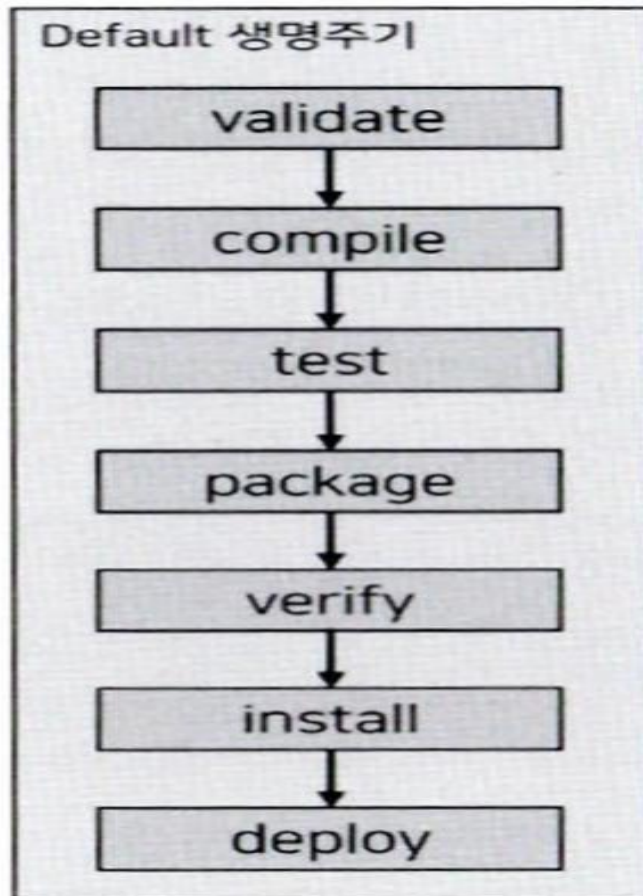 Default 생명주기
validate
compile
test
package
verify
install
deploy